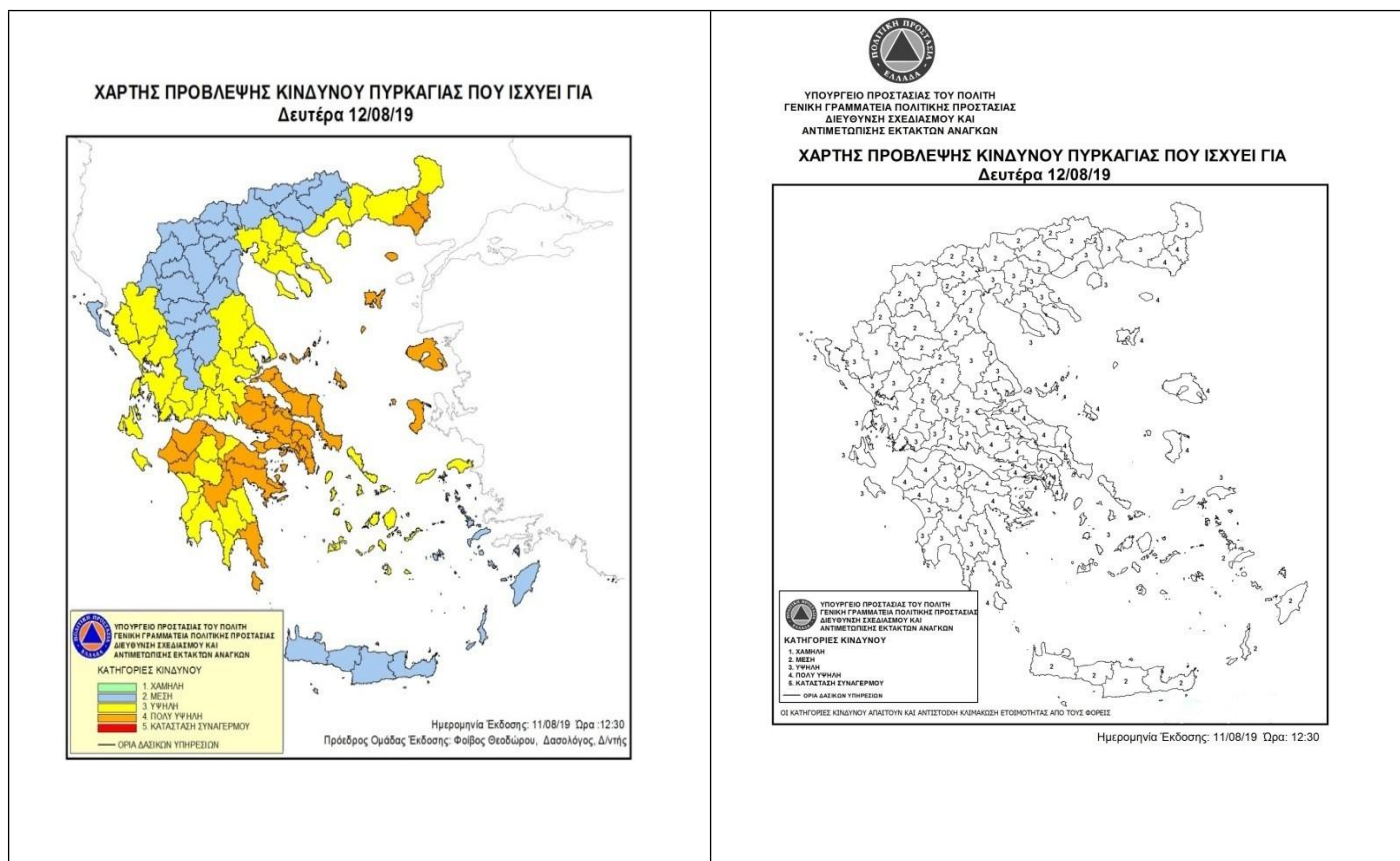 ΧΑΡΤΗΣ ΠΡΟΒΛΕΨΗΣ ΚΙΝΔΥΝΟΥ ΠΥΡΚΑΓΙΑΣ ΠΟΥ ΙΣΧΥΕΙ ΓΙΑ
Δευτέρα 12/08/19
ΠΟΛΙΤΙΚΗ ΠΡΟΣΤΑΣΙΑ
ΕΛΛΑΔΑ
ΥΠΟΥΡΓΕΙΟ ΠΡΟΣΤΑΣΙΑΣ ΤΟΥ ΠΟΛΙΤΗ
ΓΕΝΙΚΗ ΓΡΑΜΜΑΤΕΙΑ ΠΟΛΙΤΙΚΗΣ ΠΡΟΣΤΑΣΙΑΣ
ΔΙΕΥΘΥΝΣΗ ΣΧΕΔΙΑΣΜΟΥ ΚΑΙ
ΑΝΤΙΜΕΤΩΠΙΣΗΣ ΕΚΤΑΚΤΩΝ ΑΝΑΓΚΩΝ
ΚΑΤΗΓΟΡΙΕΣ ΚΙΝΔΥΝΟΥ
1. ΧΑΜΗΛΗ
2. ΜΕΣΗ
3. ΥΨΗΛΗ
4. ΠΟΛΥ ΥΨΗΛΗ
5. ΚΑΤΑΣΤΑΣΗ ΣΥΝΑΓΕΡΜΟΥ
ΟΡΙΑ ΔΑΣΙΚΩΝ ΥΠΗΡΕΣΙΩΝ
Ημερομηνία Έκδοσης: 11/08/19 Ώρα :12:30
Πρόεδρος Ομάδας Έκδοσης: Φοίβος Θεοδώρου, Δασολόγος, Δ/ντής
ΠΟΛΙΤΙΚΗ ΠΡΟΣΤΑΣΙΑ
- ΕΛΛΑΔΑ -
ΥΠΟΥΡΓΕΙΟ ΠΡΟΣΤΑΣΙΑΣ ΤΟΥ ΠΟΛΙΤΗ
ΓΕΝΙΚΗ ΓΡΑΜΜΑΤΕΙΑ ΠΟΛΙΤΙΚΗΣ ΠΡΟΣΤΑΣΙΑΣ
ΔΙΕΥΘΥΝΣΗ ΣΧΕΔΙΑΣΜΟΥ ΚΑΙ
ΑΝΤΙΜΕΤΩΠΙΣΗΣ ΕΚΤΑΚΤΩΝ ΑΝΑΓΚΩΝ
ΧΑΡΤΗΣ ΠΡΟΒΛΕΨΗΣ ΚΙΝΔΥΝΟΥ ΠΥΡΚΑΓΙΑΣ ΠΟΥ ΙΣΧΥΕΙ ΓΙΑ
Δευτέρα 12/08/19
ΥΠΟΥΡΓΕΙΟ ΠΡΟΣΤΑΣΙΑΣ ΤΟΥ ΠΟΛΙΤΗ
ΓΕΝΙΚΗ ΓΡΑΜΜΑΤΕΙΑ ΠΟΛΙΤΙΚΗΣ ΠΡΟΣΤΑΣΙΑΣ
ΔΙΕΥΘΥΝΣΗ ΣΧΕΔΙΑΣΜΟΥ ΚΑΙ
ΑΝΤΙΜΕΤΩΠΙΣΗΣ ΕΚΤΑΚΤΩΝ ΑΝΑΓΚΩΝ
ΚΑΤΗΓΟΡΙΕΣ ΚΙΝΔΥΝΟΥ
1. ΧΑΜΗΛΗ
2. ΜΕΣΗ
3. ΥΨΗΛΗ
4. ΠΟΛΥ ΥΨΗΛΗ
5. ΚΑΤΑΣΤΑΣΗ ΣΥΝΑΓΕΡΜΟΥ
ΟΡΙΑ ΔΑΣΙΚΩΝ ΥΠΗΡΕΣΙΩΝ
ΟΙ ΚΑΤΗΓΟΡΙΕΣ ΚΙΝΔΥΝΟΥ ΑΠΑΙΤΟΥΝ ΚΑΙ ΑΝΤΙΣΤΟΙΧΗ ΚΛΙΜΑΚΩΣΗ ΕΤΟΙΜΟΤΗΤΑΣ ΑΠΟ ΤΟΥΣ ΦΟΡΕΙΣ
Ημερομηνία Έκδοσης: 11/08/19 Ώρα: 12:30